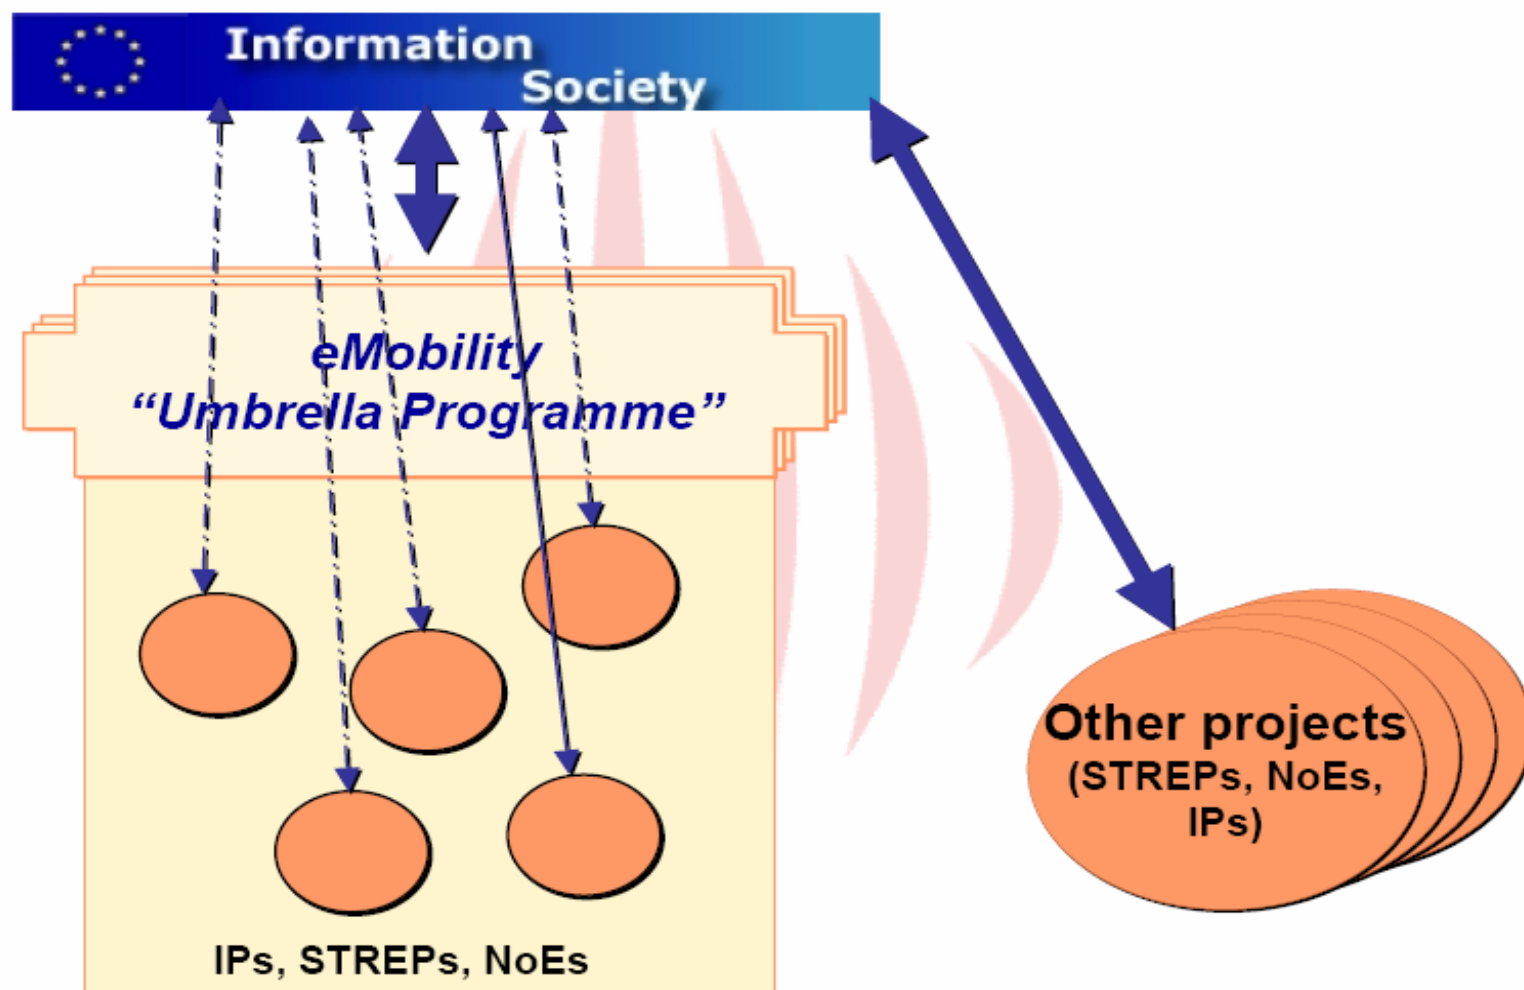 Information
Society
eMobility
“Umbrella Programme”
Other projects
(STREPs, NoEs,
IPs)
IPs, STREPs, NoEs